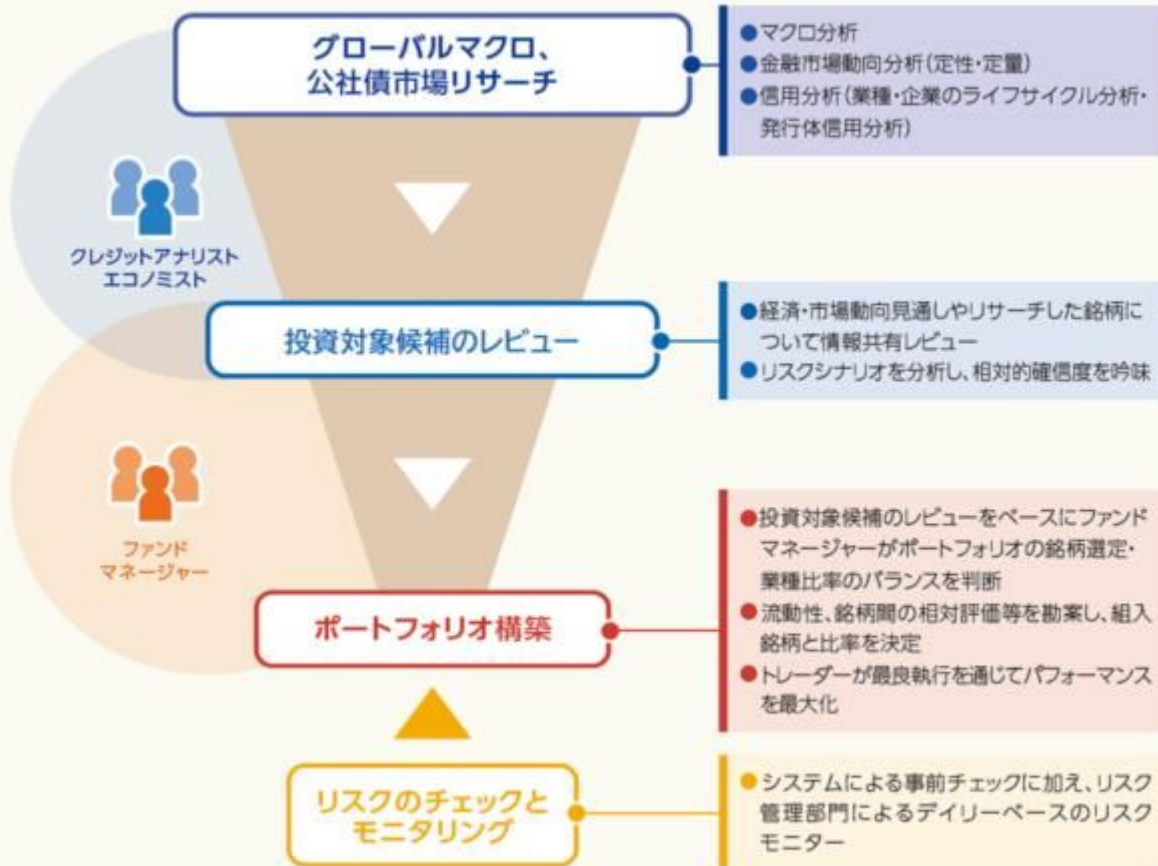 グローバルマクロ、
公社債市場リサーチ
●マクロ分析
●金融市場動向分析(定性・定量)
●信用分析(業種・企業のライフサイクル分析・
発行体信用分析)
クレジットアナリスト
エコノミスト
投資対象候補のレビュー
●経済・市場動向見通しやリサーチした銘柄に
ついて情報共有レビュー
●リスクシナリオを分析し、相対的確信度を吟味
ファンド
マネージャー
ポートフォリオ構築
●投資対象候補のレビューをベースにファンド
マネージャーがポートフォリオの銘柄選定・
業種比率のバランスを判断
●流動性、銘柄間の相対評価等を勘案し、組入
銘柄と比率を決定
●トレーダーが最良執行を通じてパフォーマンス
を最大化
リスクのチェックと
モニタリング
●システムによる事前チェックに加え、リスク
管理部門によるデイリーベースのリスク
モニター